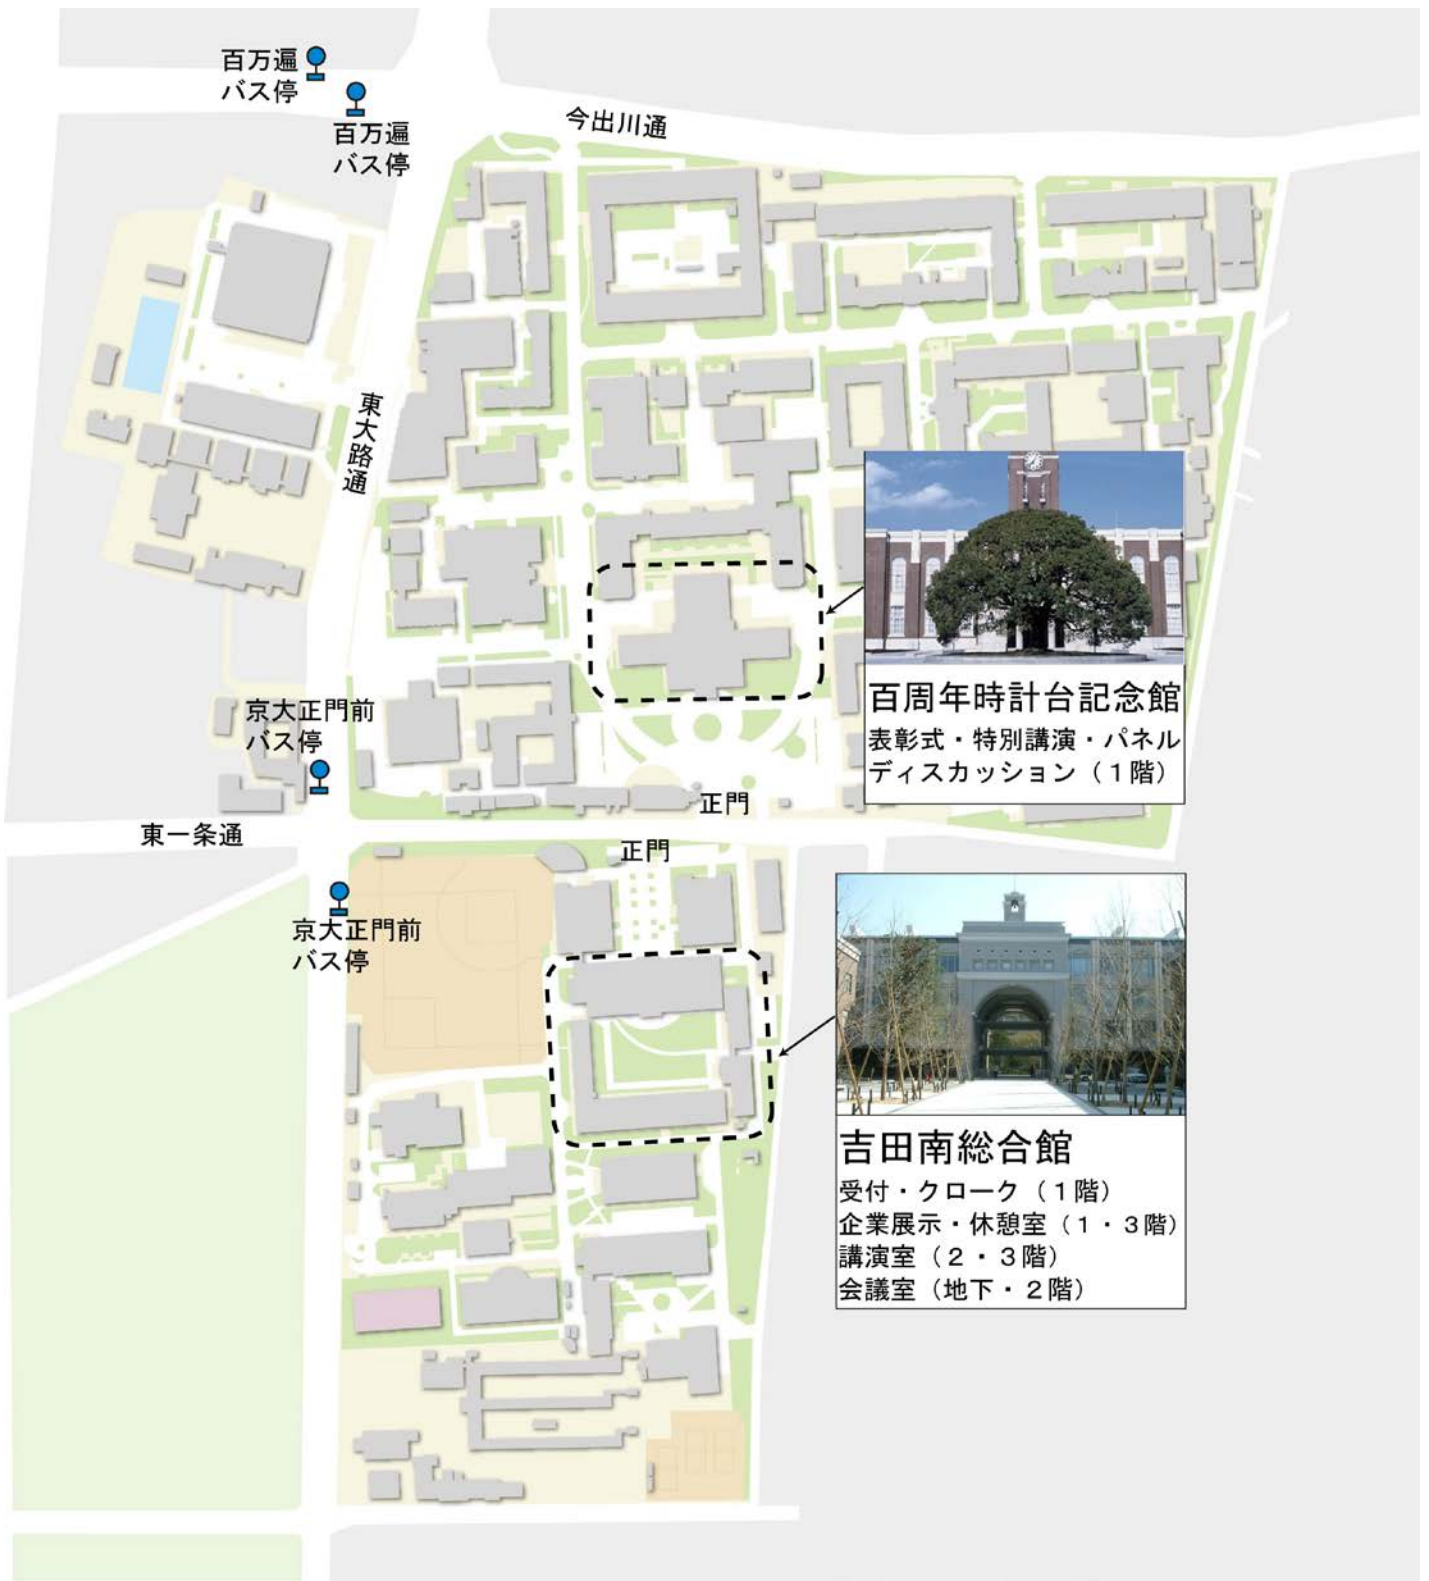 百万遍
バス停
百万遍
バス停
今出川通
東大路通
百周年時計台記念館
表彰式・特別講演・パネル
ディスカッション（１階）
京大正門前
バス停
正門
東一条通
正門
京大正門前
バス停
吉田南総合館
受付・クローク（１階）
企業展示・休憩室（１・３階）
講演室（２・３階）
会議室（地下・２階）